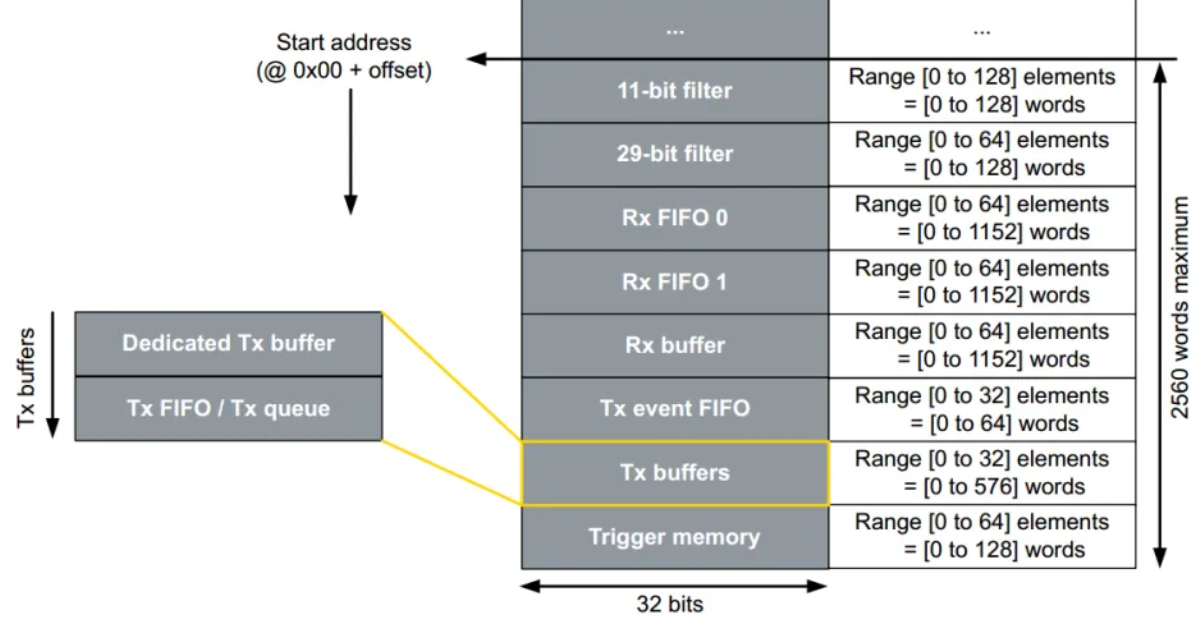 ...
...
Start address
(@ 0x00 + offset)
11-bit filter
Range [0 to 128] elements
= [0 to 128] words
29-bit filter
Range [0 to 64] elements
= [0 to 128] words
Rx FIFO 0
Range [0 to 64] elements
= [0 to 1152] words
Rx FIFO 1
Range [0 to 64] elements
= [0 to 1152] words
Rx buffer
Range [0 to 64] elements
= [0 to 1152] words
Tx event FIFO
Range [0 to 32] elements
= [0 to 64] words
Tx buffers
Range [0 to 32] elements
= [0 to 576] words
Trigger memory
Range [0 to 64] elements
= [0 to 128] words
32 bits
2560 words maximum
Tx buffers
Dedicated Tx buffer
Tx FIFO / Tx queue